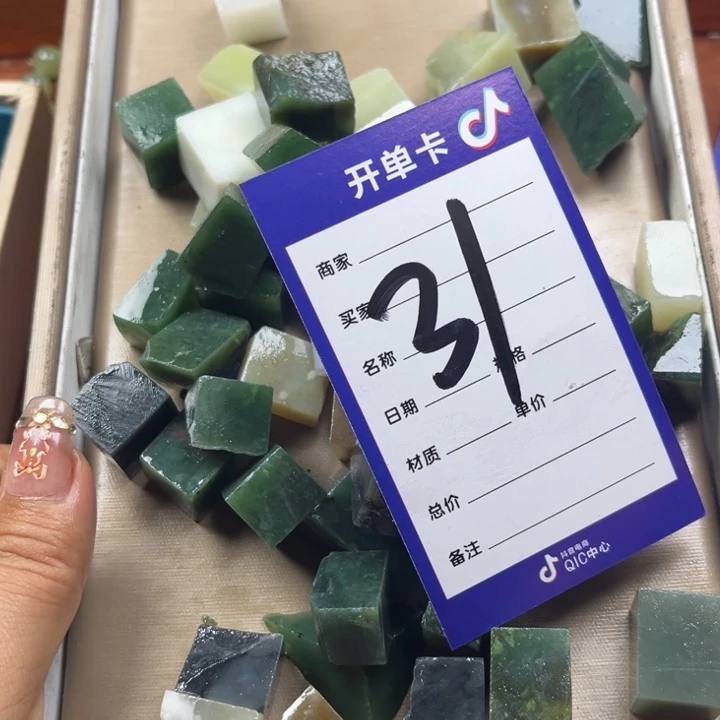 开单卡
商家
31
买家
名称
日期 规格
材质 单价
总价
备注
抖音电商
QIC中心